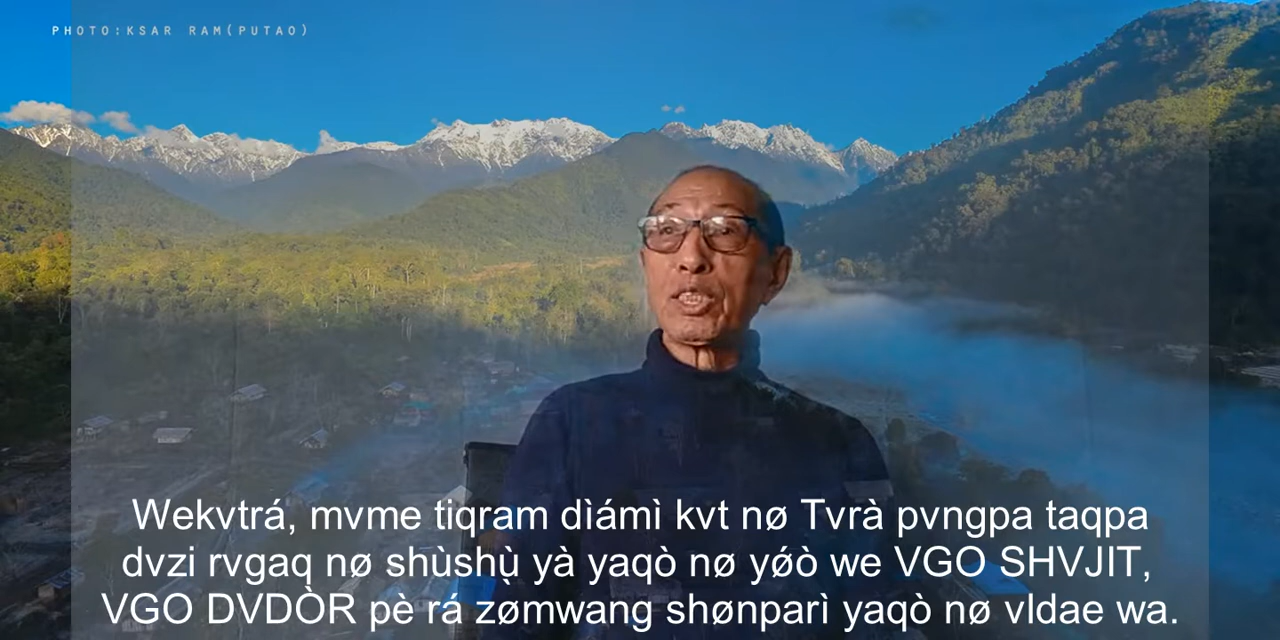 PHOTO:KSAR RAM(PUTAO)
Wekvtrá, mvme tiqram dìámì kvt nø Tvrà pvngpa taqpa
dvzi rvgaq nø shùshṳ̀ yà yaqò nø yǿò we VGO SHVJIT,
VGO DVDÒR pè rá zømwang shønparì yaqò nø vldae wa.